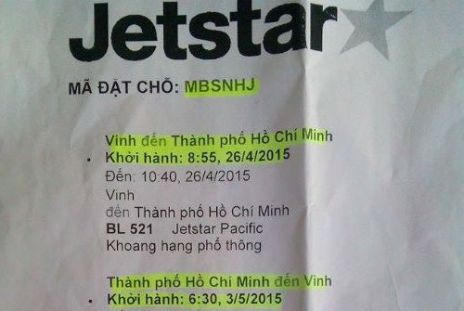 Jetstar
MÃ ĐẶT CHỖ: MBSNHJ
Vinh đến Thành phố Hồ Chí Minh
• Khởi hành: 8:55, 26/4/2015
Đến: 10:40, 26/4/2015
Vinh
đến Thành phố Hồ Chí Minh
BL 521 Jetstar Pacific
Khoang hạng phổ thông
Thành phố Hồ Chí Minh đến Vinh
• Khởi hành: 6:30, 3/5/2015